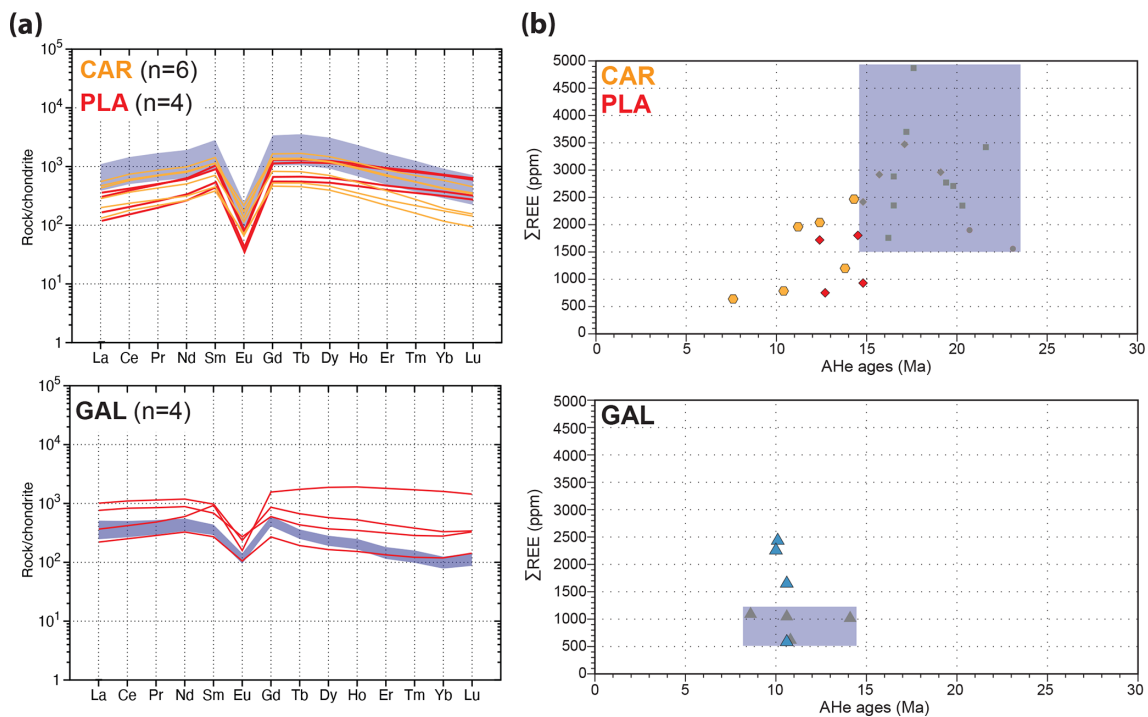 (a)
CAR (n=6)
PLA (n=4)
Rock/chondrite
10⁵
10⁴
10³
10²
10¹
1
La Ce Pr Nd Sm Eu Gd Tb Dy Ho Er Tm Yb Lu
(b)
CAR
PLA
ΣREE (ppm)
5000
4500
4000
3500
3000
2500
2000
1500
1000
500
0
0 5 10 15 20 25 30
AHe ages (Ma)
GAL (n=4)
Rock/chondrite
10⁵
10⁴
10³
10²
10¹
1
La Ce Pr Nd Sm Eu Gd Tb Dy Ho Er Tm Yb Lu
GAL
ΣREE (ppm)
5000
4500
4000
3500
3000
2500
2000
1500
1000
500
0
0 5 10 15 20 25 30
AHe ages (Ma)